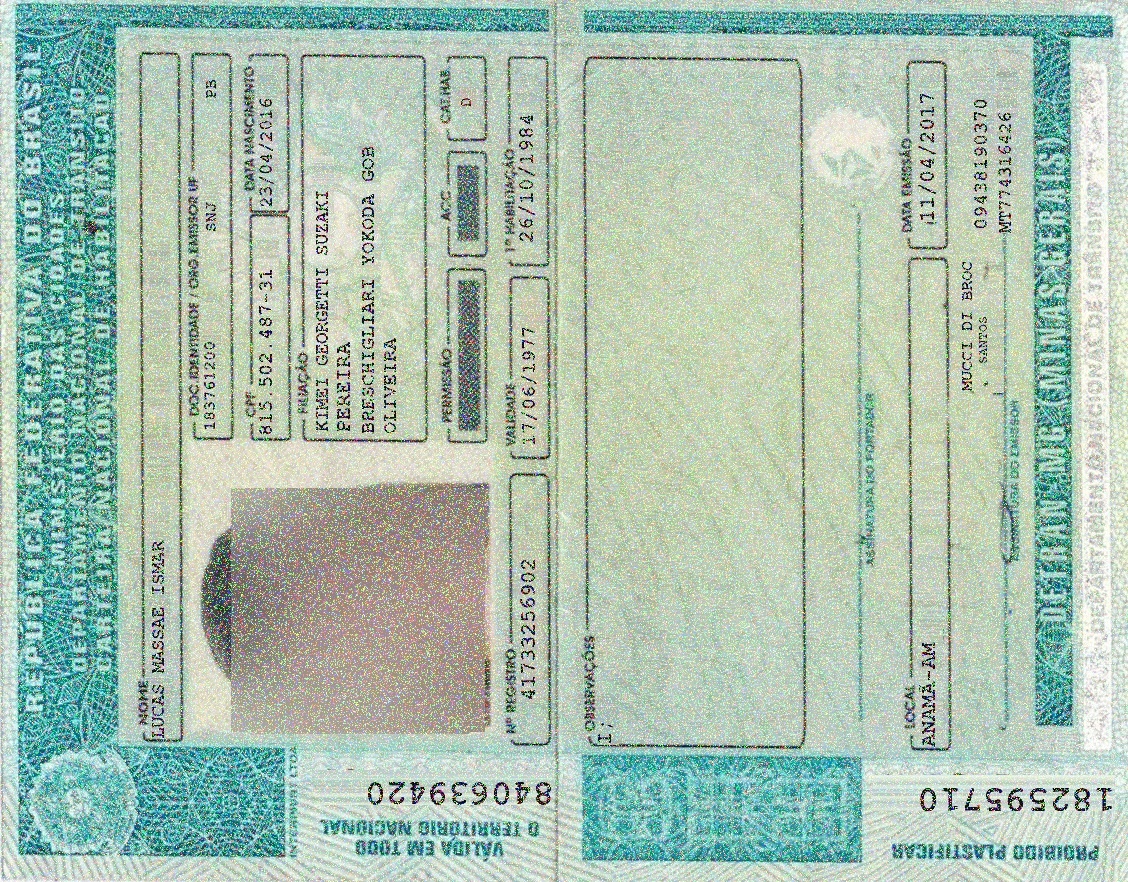 REPÚBLICA FEDERATIVA DO BRASIL
MINISTÉRIO DAS CIDADES
DEPARTAMENTO NACIONAL DE TRÂNSITO
CARTEIRA NACIONAL DE HABILITAÇÃO
NOME
LUCAS MASSAE ISMAR
DOC. IDENTIDADE / ORG EMISSOR UF
183761200 SNJ PB
CPF
815.502.487-31
DATA NASCIMENTO
23/04/2016
FILIAÇÃO
KIMEI GEORGETTI SUZAKI
PEREIRA
BRESCHIGLIARI YOKODA GOB
OLIVEIRA
PERMISSÃO
ACC
CAT.HAB.
D
Nº REGISTRO
41733256902
VALIDADE
17/06/1977
1ª HABILITAÇÃO
26/10/1984
VÁLIDA EM TODO
O TERRITÓRIO NACIONAL
840639420
OBSERVAÇÕES
I;
ASSINATURA DO PORTADOR
LOCAL
ANAMÃ-AM
DATA EMISSÃO
11/04/2017
MUCCI DI BROC
SANTOS
09438190370
MT774316426
ASSINATURA DO EMISSOR
DETRAN-MG (MINAS GERAIS)
DEPARTAMENTO NACIONAL DE TRÂNSITO
PROIBIDO PLASTIFICAR
182595710